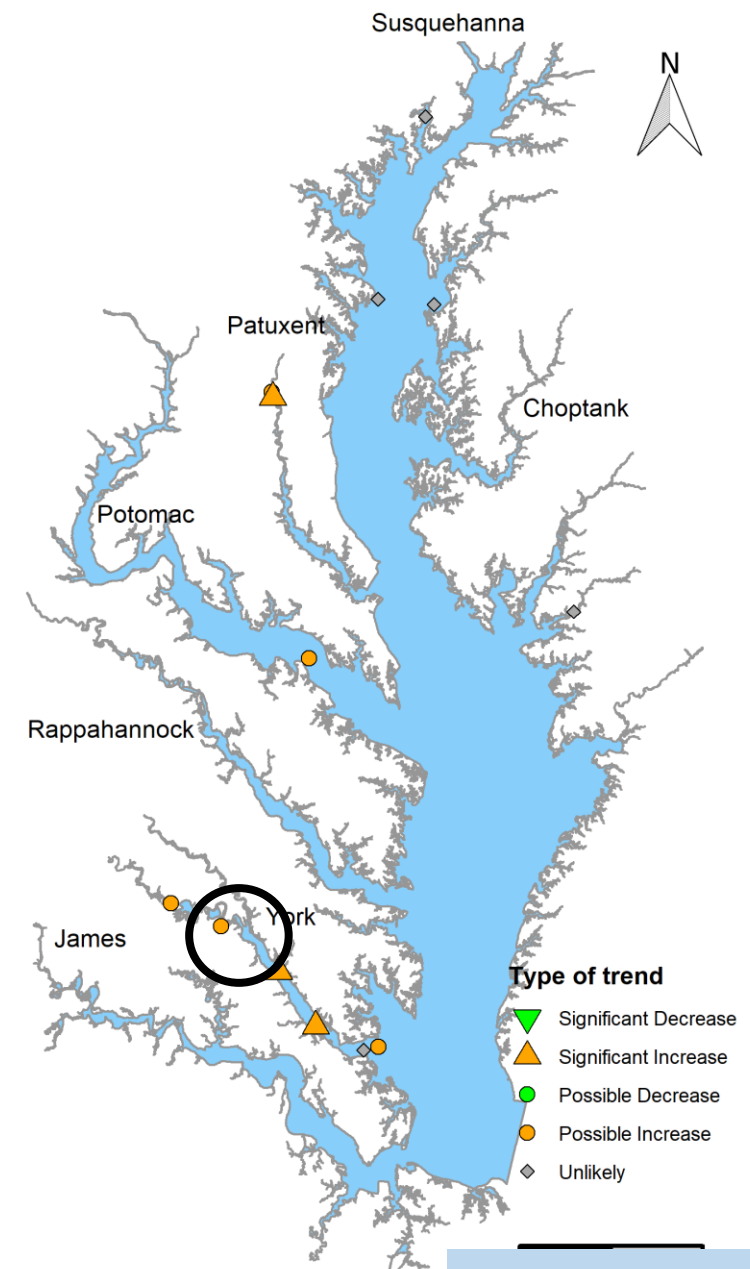 Susquehanna
N
Patuxent
Choptank
Potomac
Rappahannock
York
James
Type of trend
Significant Decrease
Significant Increase
Possible Decrease
Possible Increase
Unlikely